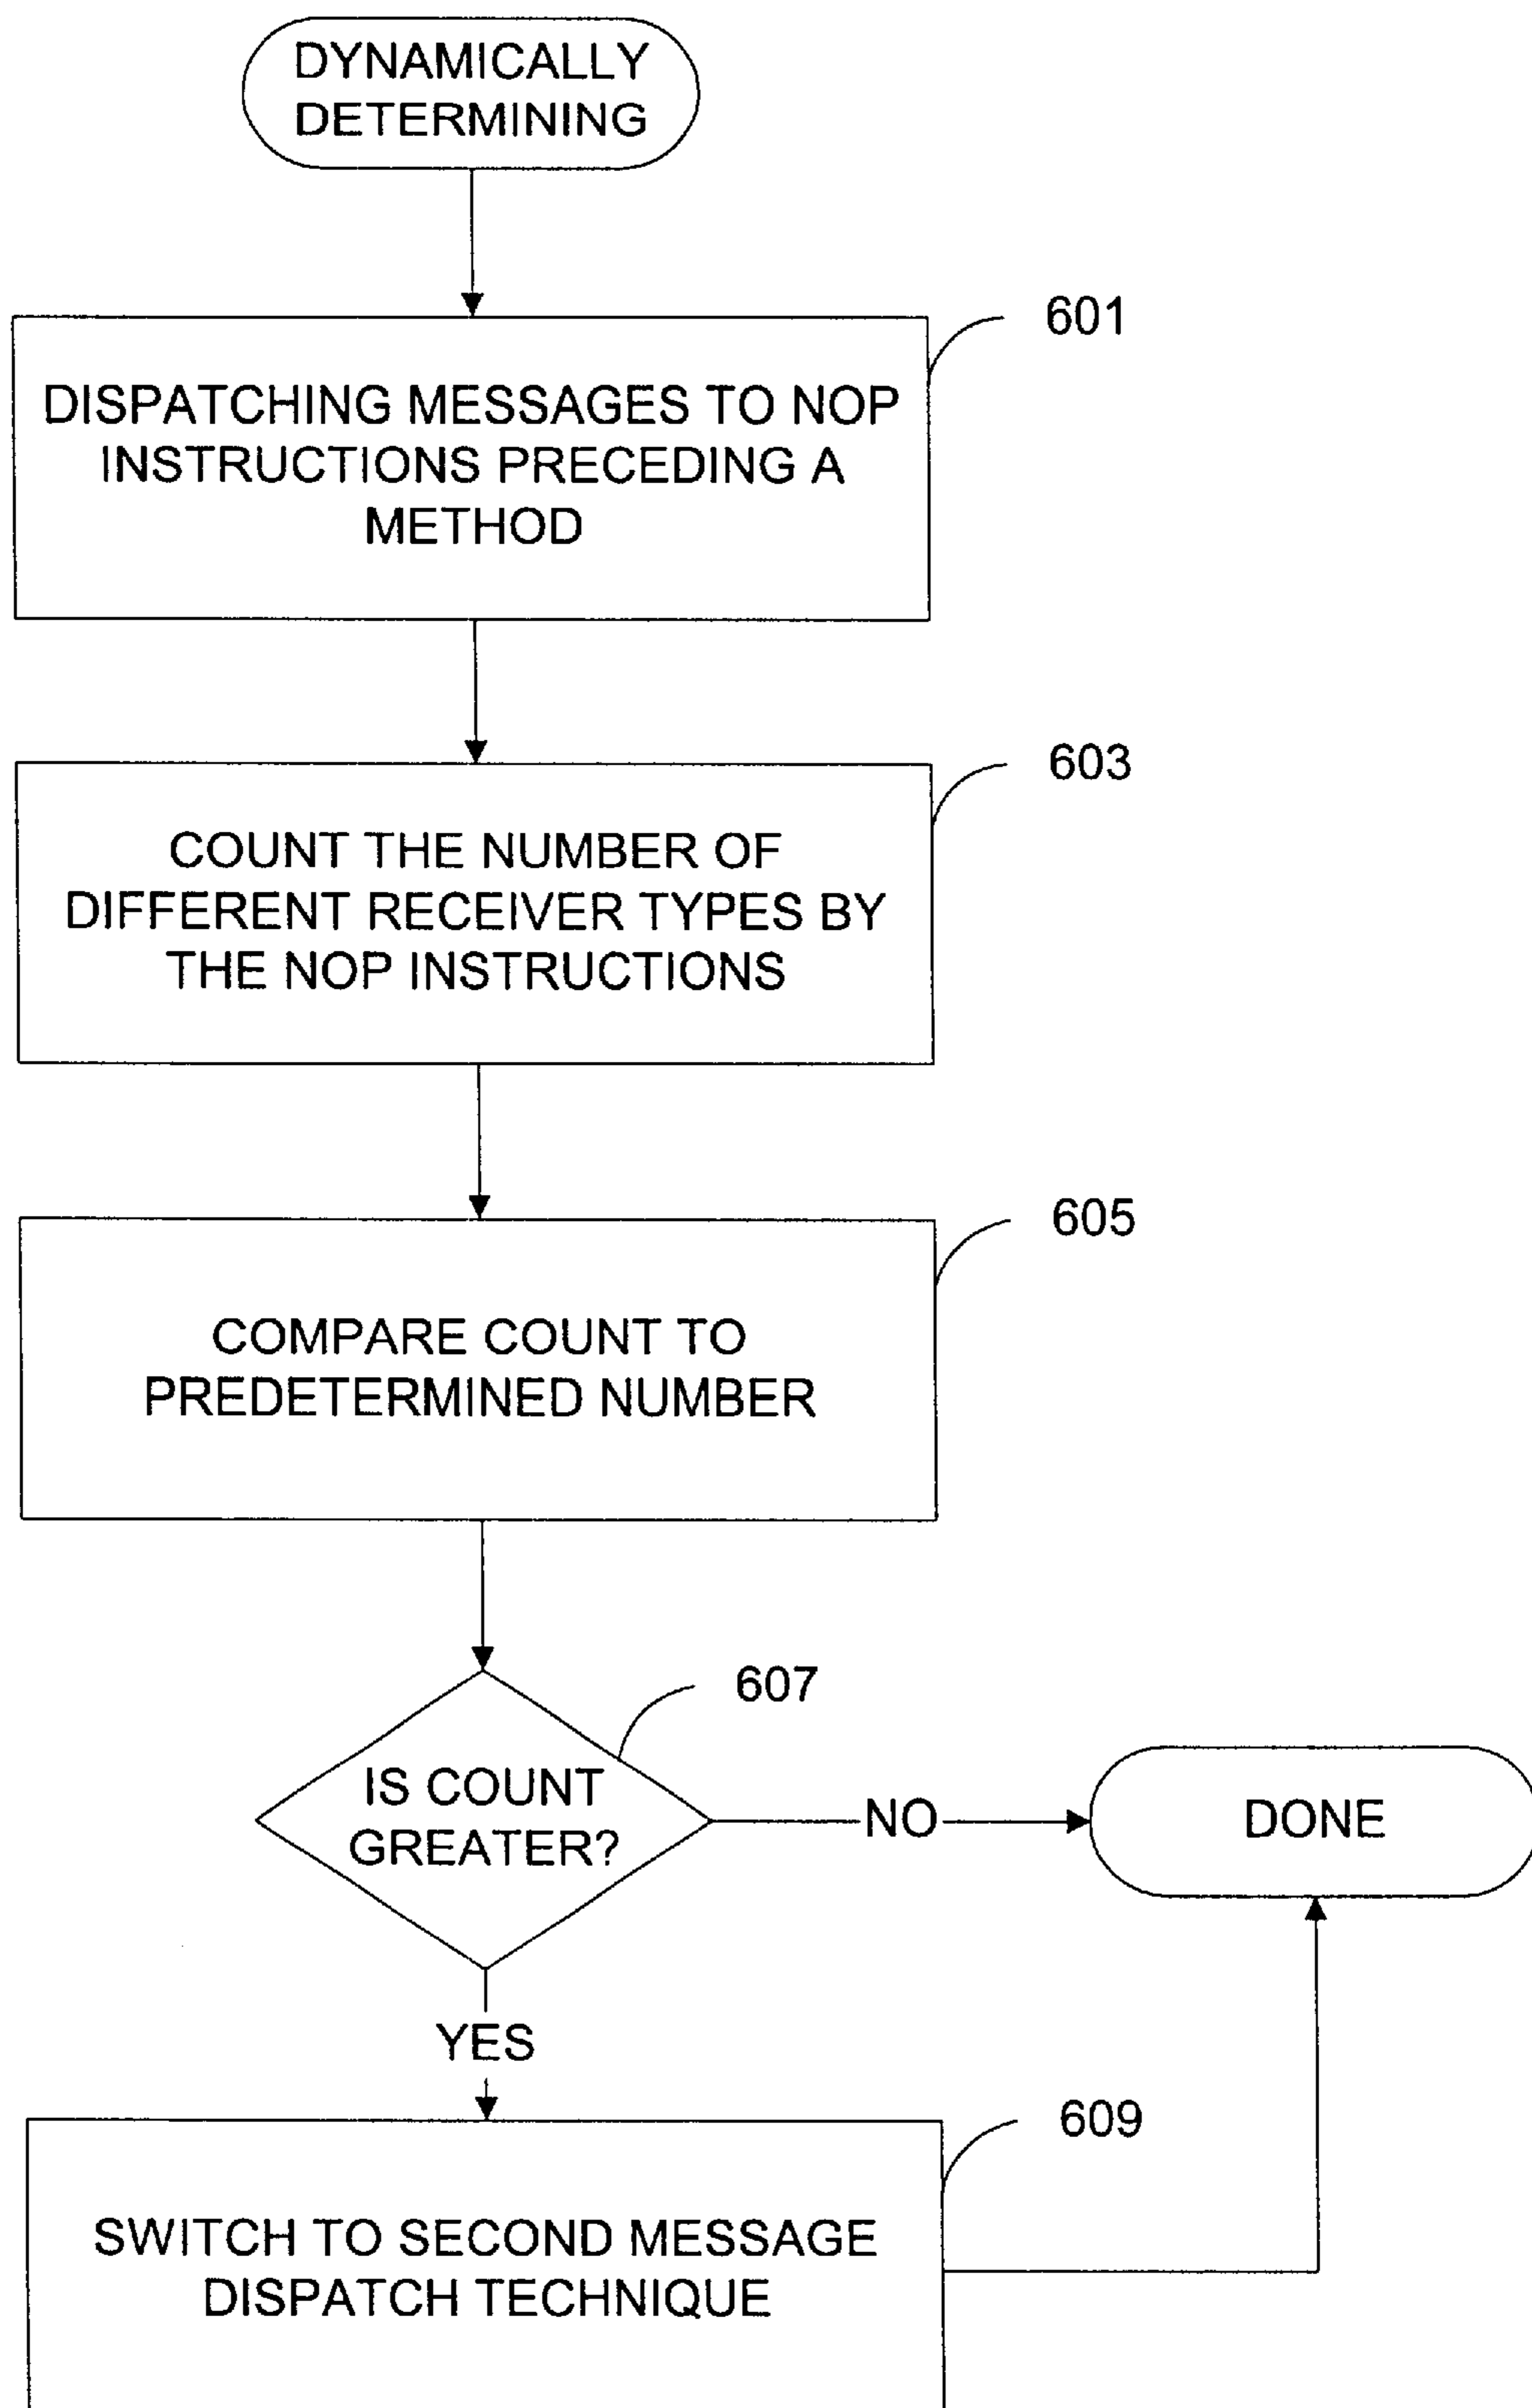 DYNAMICALLY
DETERMINING
601
DISPATCHING MESSAGES TO NOP
INSTRUCTIONS PRECEDING A
METHOD
603
COUNT THE NUMBER OF
DIFFERENT RECEIVER TYPES BY
THE NOP INSTRUCTIONS
605
COMPARE COUNT TO
PREDETERMINED NUMBER
607
IS COUNT
GREATER?
NO
DONE
YES
609
SWITCH TO SECOND MESSAGE
DISPATCH TECHNIQUE